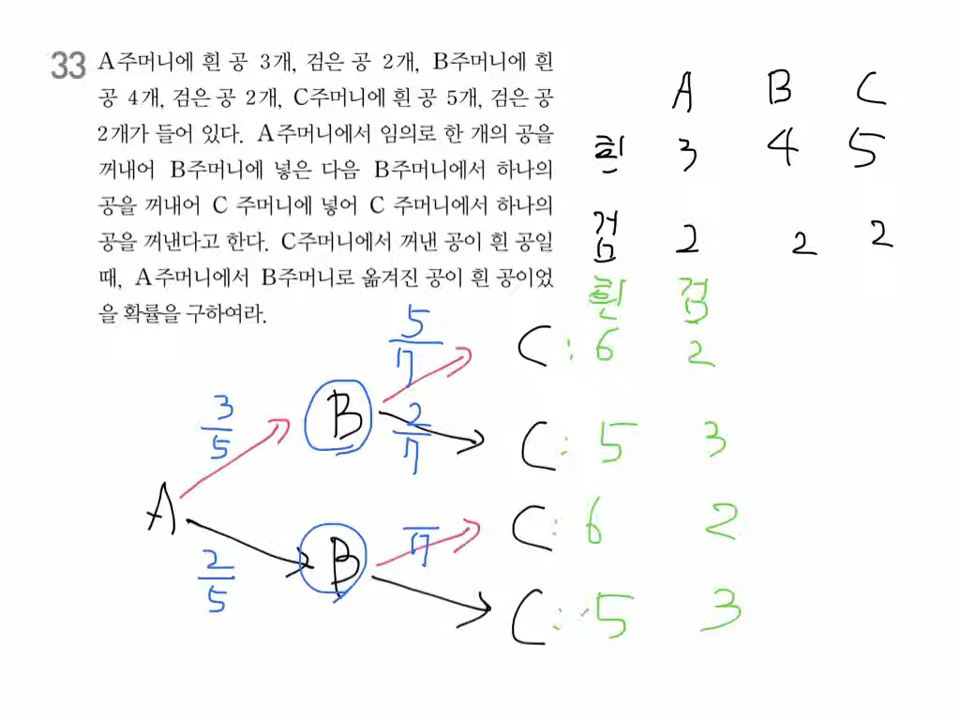 33 A주머니에 흰 공 3개, 검은 공 2개, B주머니에 흰
공 4개, 검은 공 2개, C주머니에 흰 공 5개, 검은 공
2개가 들어 있다. A주머니에서 임의로 한 개의 공을
꺼내어 B주머니에 넣은 다음 B주머니에서 하나의
공을 꺼내어 C 주머니에 넣어 C 주머니에서 하나의
공을 꺼낸다고 한다. C주머니에서 꺼낸 공이 흰 공일
때, A주머니에서 B주머니로 옮겨진 공이 흰 공이었
을 확률을 구하여라.
A B C
흰 3 4 5
검 2 2 2
흰 검
5/7 C: 6 2
3/5 B 2/7 C: 5 3
A
2/5 B /7 C: 6 2
C: 5 3